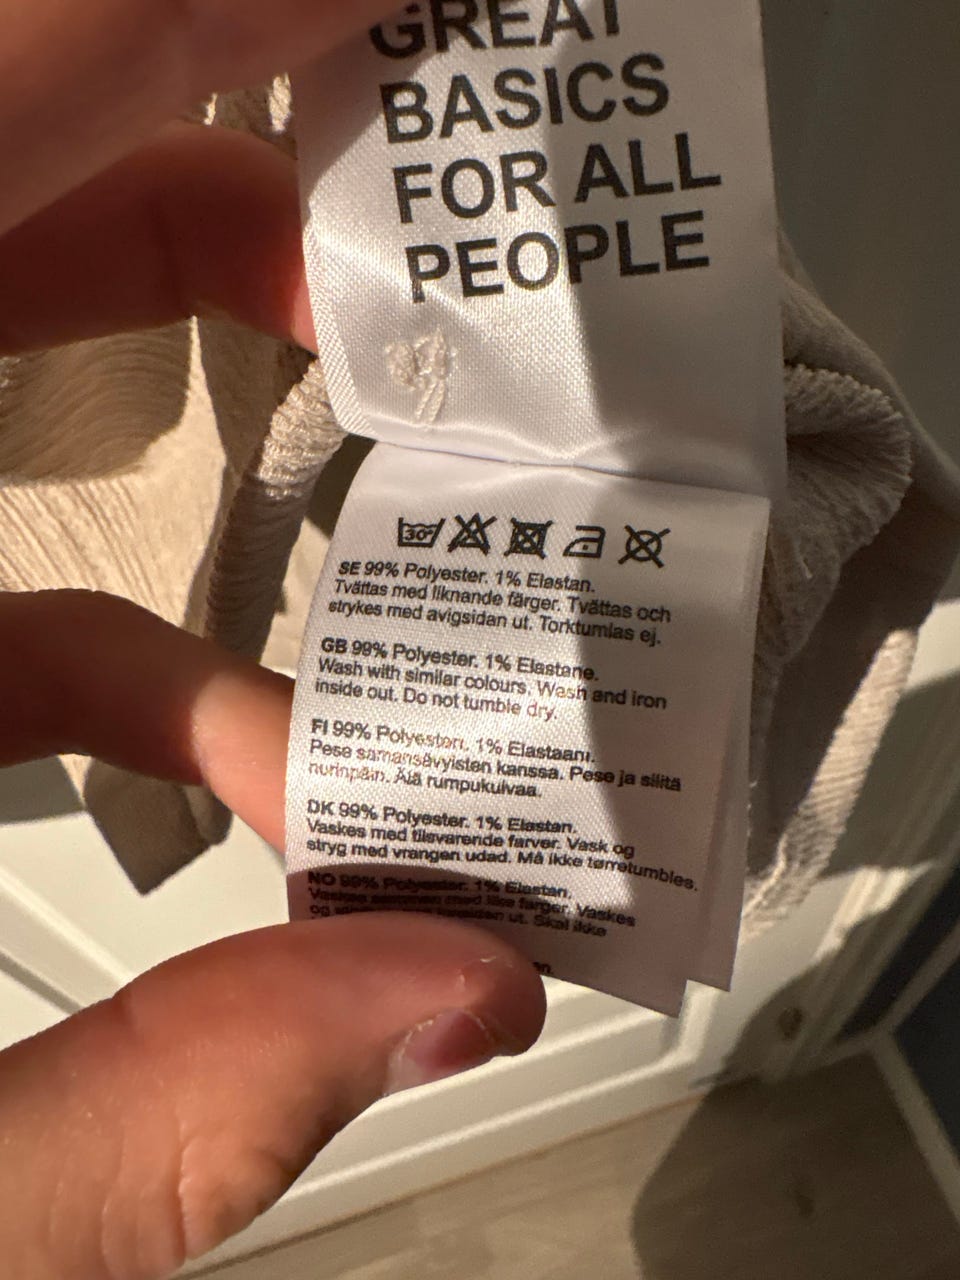 GREAT
BASICS
FOR ALL
PEOPLE
30°
SE 99% Polyester. 1% Elastan.
Tvättas med liknande färger. Tvättas och
strykes med avigsidan ut. Torktumlas ej.
GB 99% Polyester. 1% Elastane.
Wash with similar colours. Wash and iron
inside out. Do not tumble dry.
FI 99% Polyesteri. 1% Elastaani.
Pese samansävyisten kanssa. Pese ja silitä
nurinpäin. Älä rumpukuivaa.
DK 99% Polyester. 1% Elastan.
Vaskes med tilsvarende farver. Vask og
stryg med vrangen udad. Må ikke tørretumbles.
NO 99% Polyester. 1% Elastan.
Vaskes sammen med like farger. Vaskes
og ut. Skal ikke